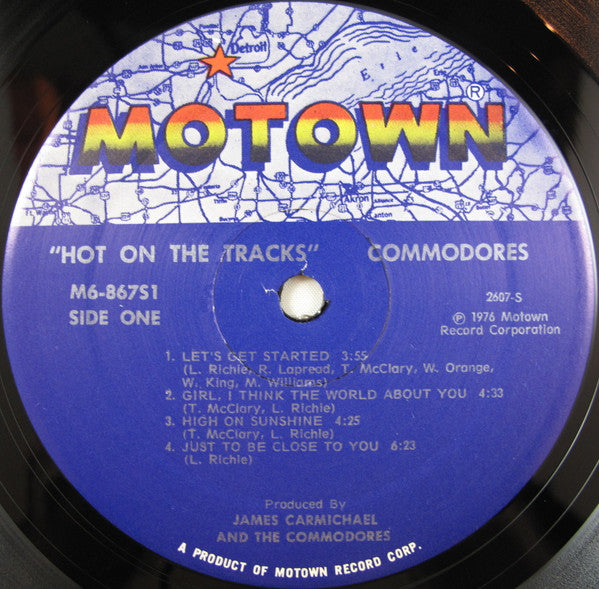 Detroit
Erie
Erie
MOTOWN®
Akron
Alliance
Canton
"HOT ON THE TRACKS" COMMODORES
M6-867S1
SIDE ONE
2607-S
℗ 1976 Motown
Record Corporation
1. LET'S GET STARTED 3:55
(L. Richie, R. Lapread, T. McClary, W. Orange,
W. King, M. Williams)
2. GIRL, I THINK THE WORLD ABOUT YOU 4:33
(T. McClary, L. Richie)
3. HIGH ON SUNSHINE 4:25
(T. McClary, L. Richie)
4. JUST TO BE CLOSE TO YOU 6:23
(L. Richie)
Produced By
JAMES CARMICHAEL
AND THE COMMODORES
A PRODUCT OF MOTOWN RECORD CORP.